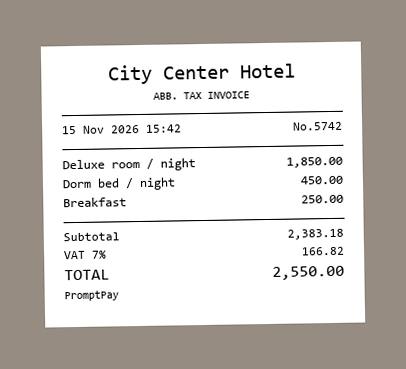 City Center Hotel
ABB. TAX INVOICE
15 Nov 2026 15:42 No.5742
Deluxe room / night 1,850.00
Dorm bed / night 450.00
Breakfast 250.00
Subtotal 2,383.18
VAT 7% 166.82
TOTAL 2,550.00
PromptPay